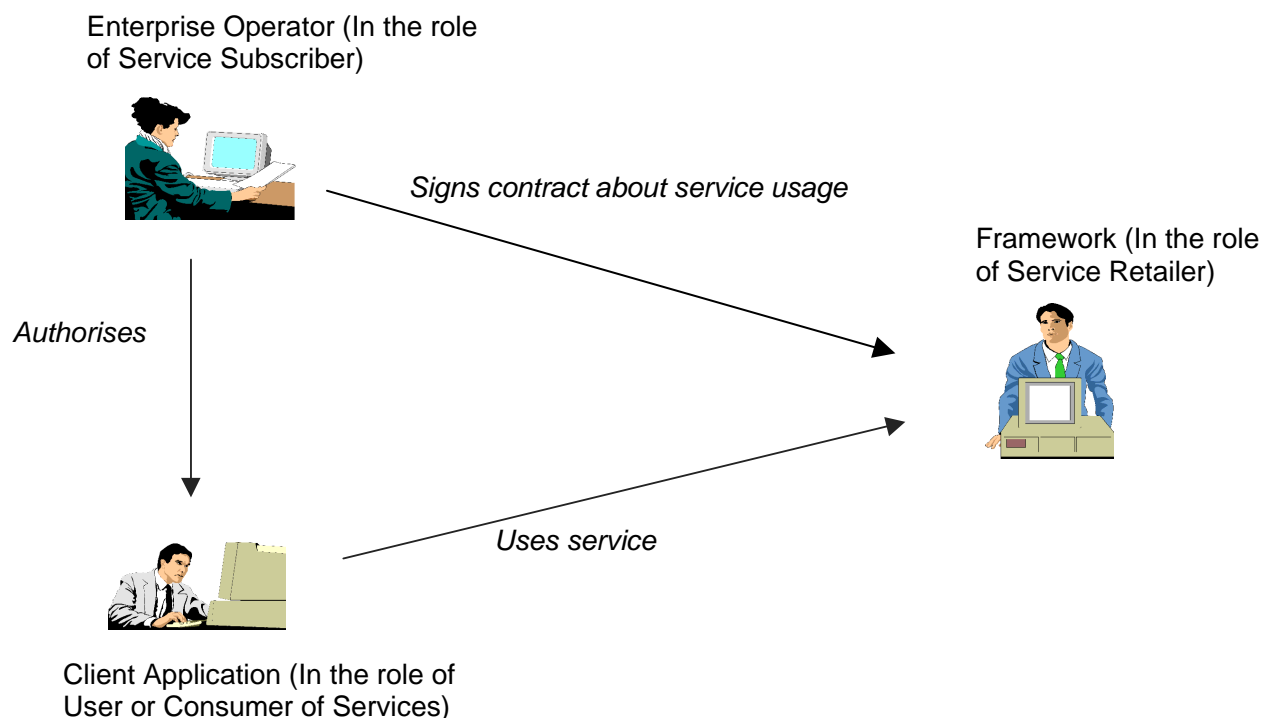 Enterprise Operator (In the role
of Service Subscriber)
Signs contract about service usage
Framework (In the role
of Service Retailer)
Authorises
Uses service
Client Application (In the role of
User or Consumer of Services)